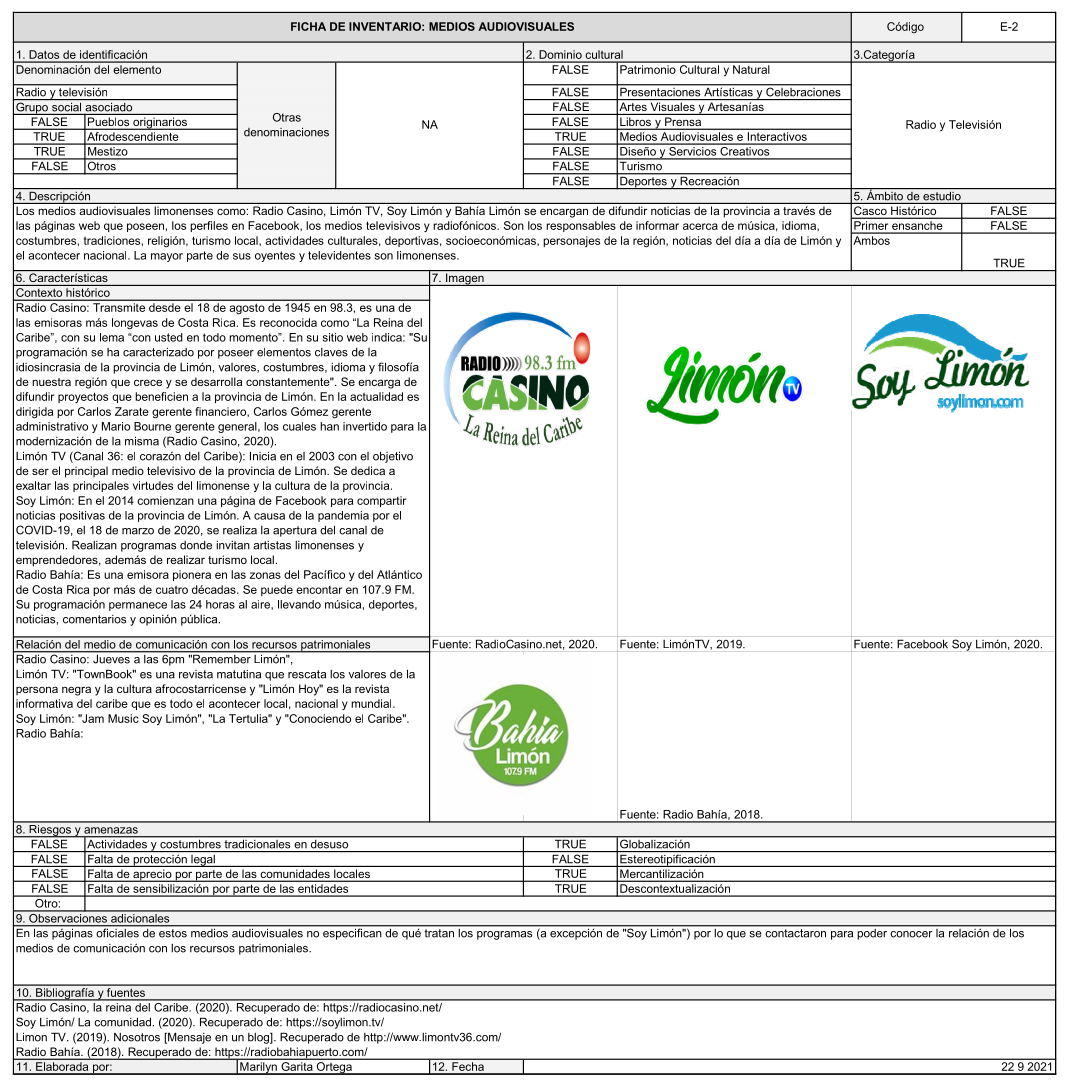 FICHA DE INVENTARIO: MEDIOS AUDIOVISUALES
Código
E-2
1. Datos de identificación
2. Dominio cultural
3.Categoría
Denominación del elemento
Radio y televisión
Grupo social asociado
FALSE Pueblos originarios
TRUE Afrodescendiente
TRUE Mestizo
FALSE Otros
Otras
denominaciones
NA
FALSE Patrimonio Cultural y Natural
FALSE Presentaciones Artísticas y Celebraciones
FALSE Artes Visuales y Artesanías
FALSE Libros y Prensa
TRUE Medios Audiovisuales e Interactivos
FALSE Diseño y Servicios Creativos
FALSE Turismo
FALSE Deportes y Recreación
Radio y Televisión
4. Descripción
Los medios audiovisuales limonenses como: Radio Casino, Limón TV, Soy Limón y Bahía Limón se encargan de difundir noticias de la provincia a través de
las páginas web que poseen, los perfiles en Facebook, los medios televisivos y radiofónicos. Son los responsables de informar acerca de música, idioma,
costumbres, tradiciones, religión, turismo local, actividades culturales, deportivas, socioeconómicas, personajes de la región, noticias del día a día de Limón y
el acontecer nacional. La mayor parte de sus oyentes y televidentes son limonenses.
5. Ámbito de estudio
Casco Histórico FALSE
Primer ensanche FALSE
Ambos
TRUE
6. Características
Contexto histórico
Radio Casino: Transmite desde el 18 de agosto de 1945 en 98.3, es una de
las emisoras más longevas de Costa Rica. Es reconocida como “La Reina del
Caribe”, con su lema “con usted en todo momento”. En su sitio web indica: "Su
programación se ha caracterizado por poseer elementos claves de la
idiosincrasia de la provincia de Limón, valores, costumbres, idioma y filosofía
de nuestra región que crece y se desarrolla constantemente". Se encarga de
difundir proyectos que beneficien a la provincia de Limón. En la actualidad es
dirigida por Carlos Zarate gerente financiero, Carlos Gómez gerente
administrativo y Mario Bourne gerente general, los cuales han invertido para la
modernización de la misma (Radio Casino, 2020).
Limón TV (Canal 36: el corazón del Caribe): Inicia en el 2003 con el objetivo
de ser el principal medio televisivo de la provincia de Limón. Se dedica a
exaltar las principales virtudes del limonense y la cultura de la provincia.
Soy Limón: En el 2014 comienzan una página de Facebook para compartir
noticias positivas de la provincia de Limón. A causa de la pandemia por el
COVID-19, el 18 de marzo de 2020, se realiza la apertura del canal de
televisión. Realizan programas donde invitan artistas limonenses y
emprendedores, además de realizar turismo local.
Radio Bahía: Es una emisora pionera en las zonas del Pacífico y del Atlántico
de Costa Rica por más de cuatro décadas. Se puede encontar en 107.9 FM.
Su programación permanece las 24 horas al aire, llevando música, deportes,
noticias, comentarios y opinión pública.
7. Imagen
RADIO 98.3 fm
CASINO
La Reina del Caribe
Limón TV
Soy Limón
soylimon.com
Fuente: RadioCasino.net, 2020.
Fuente: LimónTV, 2019.
Fuente: Facebook Soy Limón, 2020.
Relación del medio de comunicación con los recursos patrimoniales
Radio Casino: Jueves a las 6pm "Remember Limón",
Limón TV: "TownBook" es una revista matutina que rescata los valores de la
persona negra y la cultura afrocostarricense y "Limón Hoy" es la revista
informativa del caribe que es todo el acontecer local, nacional y mundial.
Soy Limón: "Jam Music Soy Limón", "La Tertulia" y "Conociendo el Caribe".
Radio Bahía:
Bahía
Limón
107.9 FM
Fuente: Radio Bahía, 2018.
8. Riesgos y amenazas
FALSE Actividades y costumbres tradicionales en desuso TRUE Globalización
FALSE Falta de protección legal FALSE Estereotipificación
FALSE Falta de aprecio por parte de las comunidades locales TRUE Mercantilización
FALSE Falta de sensibilización por parte de las entidades TRUE Descontextualización
Otro:
9. Observaciones adicionales
En las páginas oficiales de estos medios audiovisuales no especifican de qué tratan los programas (a excepción de "Soy Limón") por lo que se contactaron para poder conocer la relación de los
medios de comunicación con los recursos patrimoniales.
10. Bibliografía y fuentes
Radio Casino, la reina del Caribe. (2020). Recuperado de: https://radiocasino.net/
Soy Limón/ La comunidad. (2020). Recuperado de: https://soylimon.tv/
Limon TV. (2019). Nosotros [Mensaje en un blog]. Recuperado de http://www.limontv36.com/
Radio Bahía. (2018). Recuperado de: https://radiobahiapuerto.com/
11. Elaborada por: Marilyn Garita Ortega 12. Fecha 22 9 2021